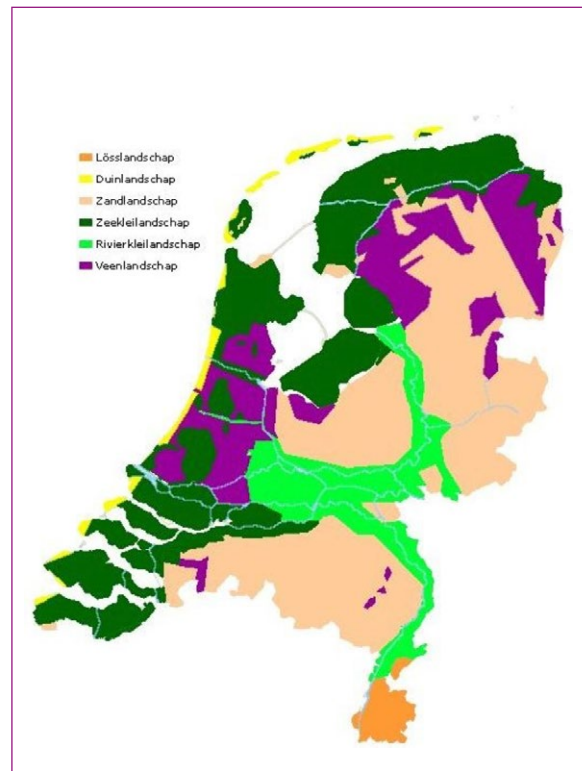 Lösslandschap
Duinlandschap
Zandlandschap
Zeekleilandschap
Rivierkleilandschap
Veenlandschap